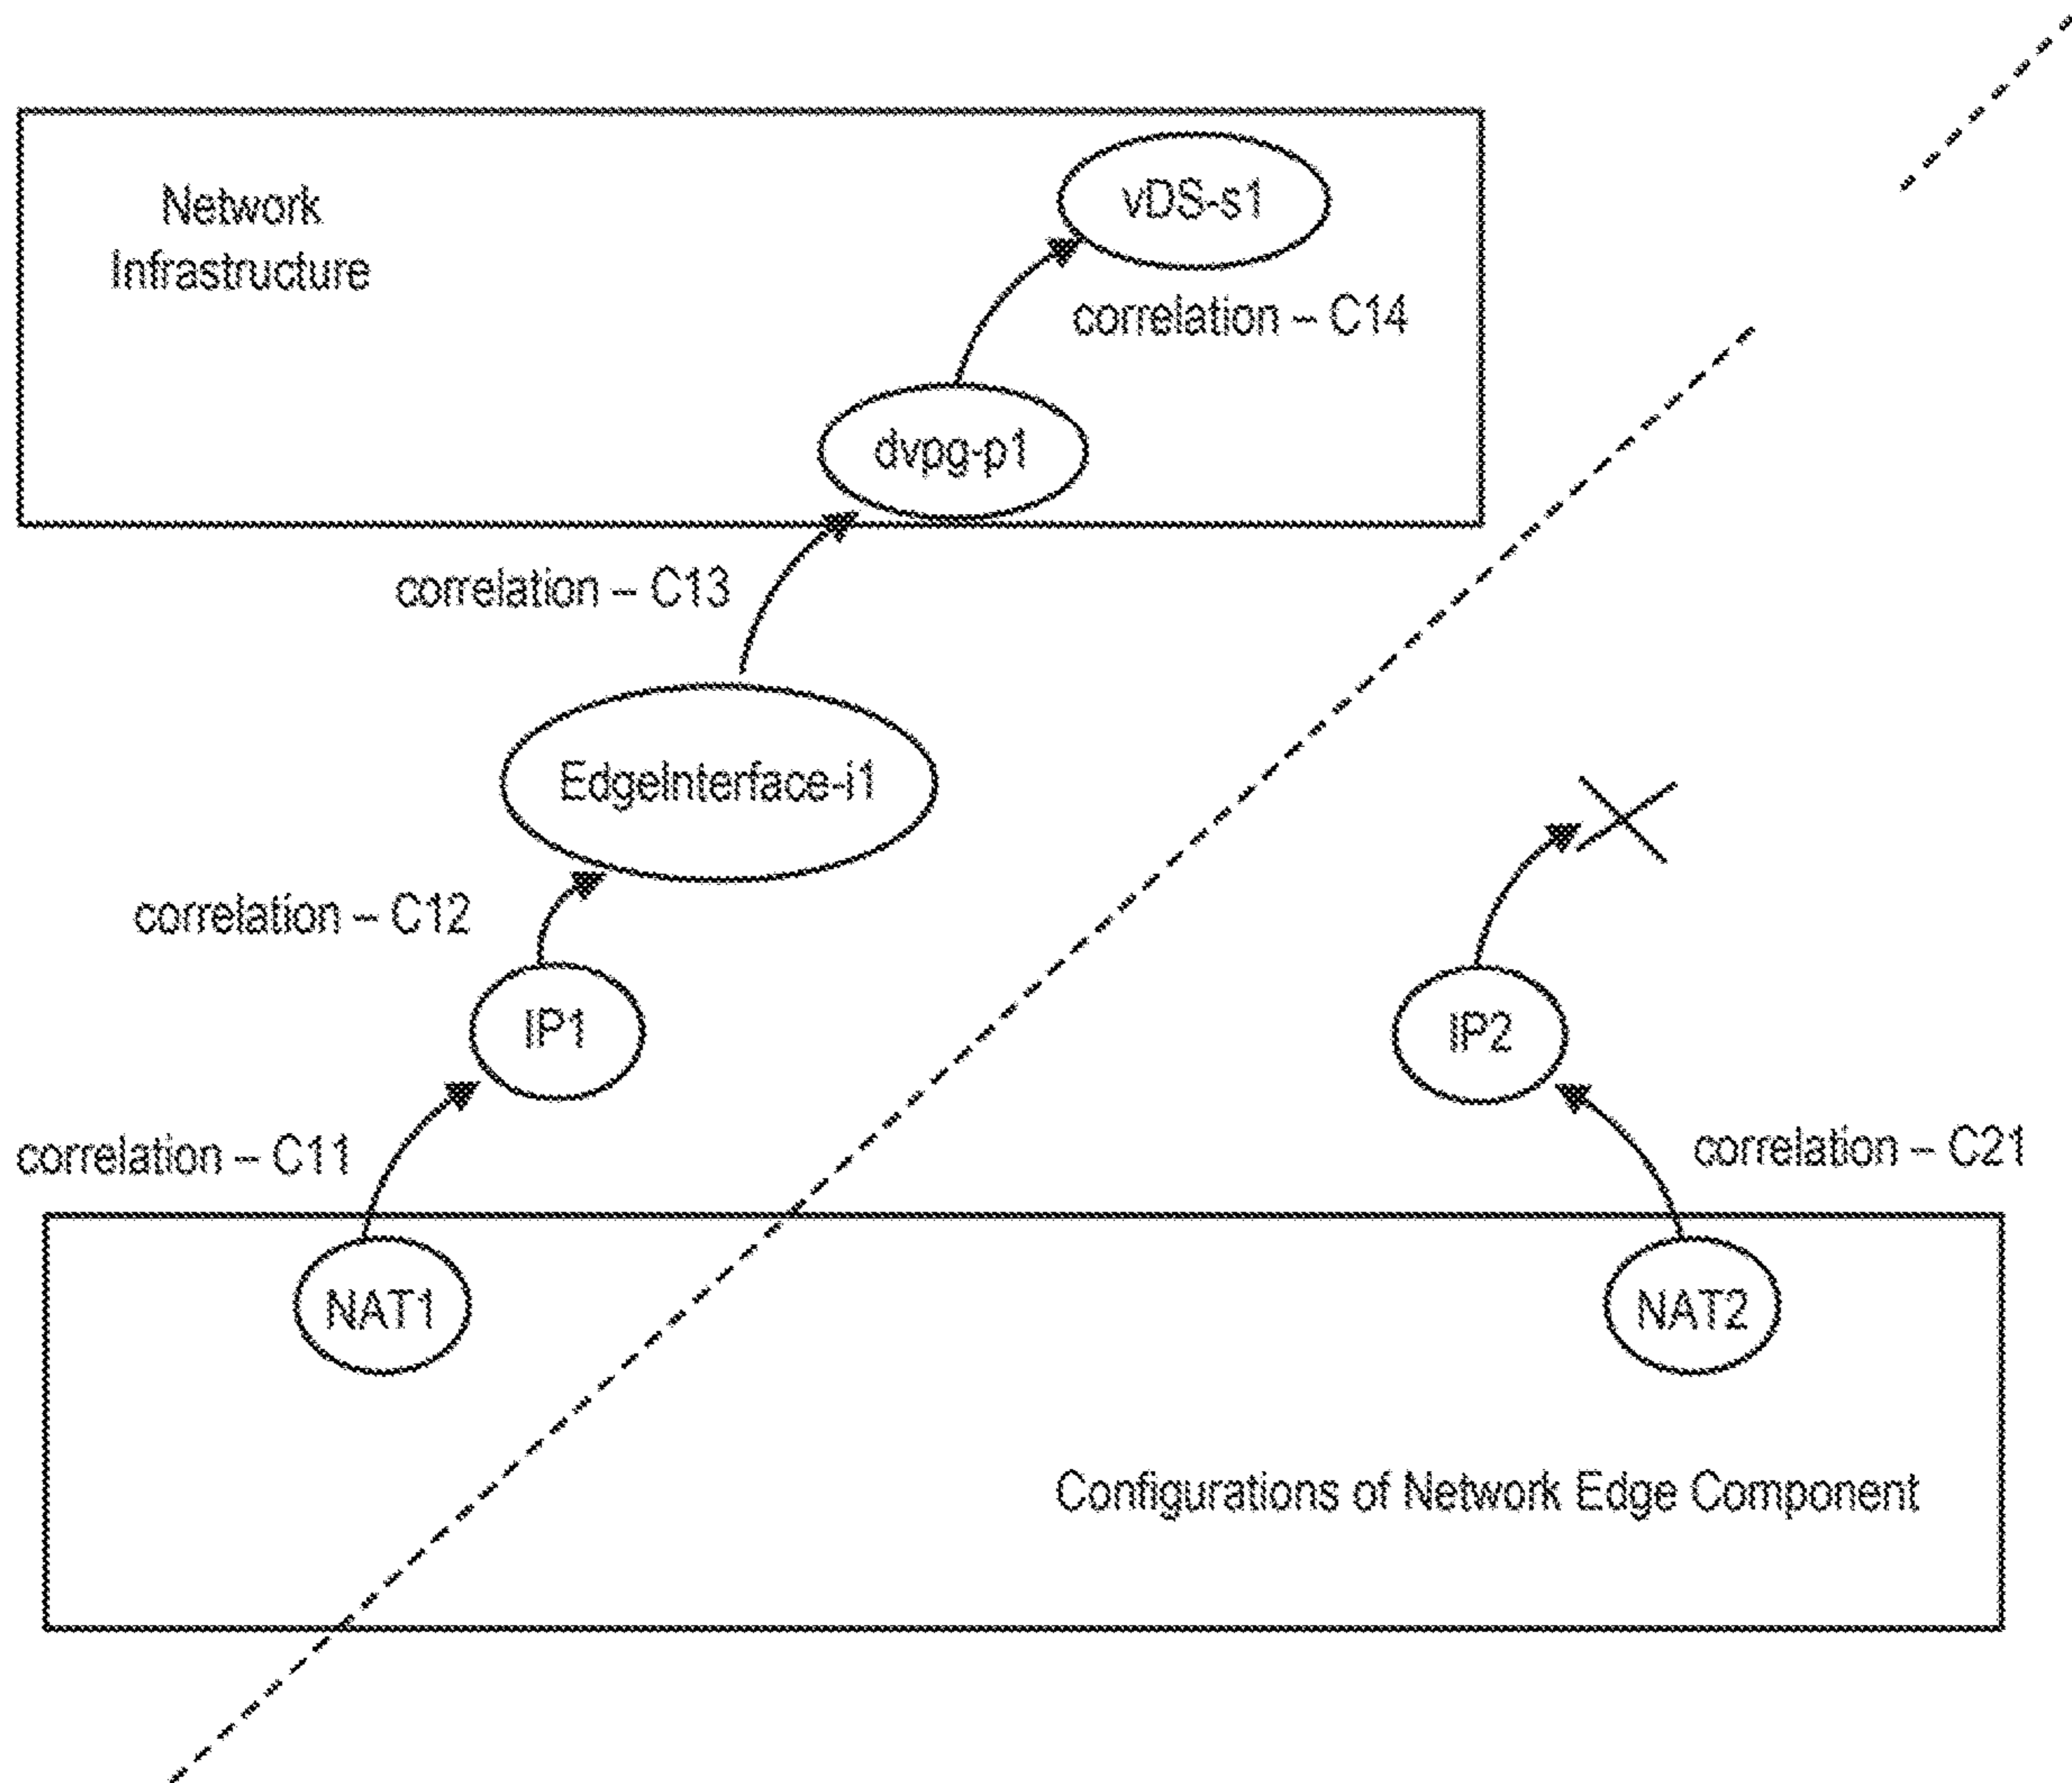 Network
Infrastructure
vDS-s1
correlation – C14
dvpg-p1
correlation – C13
EdgeInterface-i1
correlation – C12
IP1
IP2
correlation – C11
correlation – C21
NAT1
NAT2
Configurations of Network Edge Component